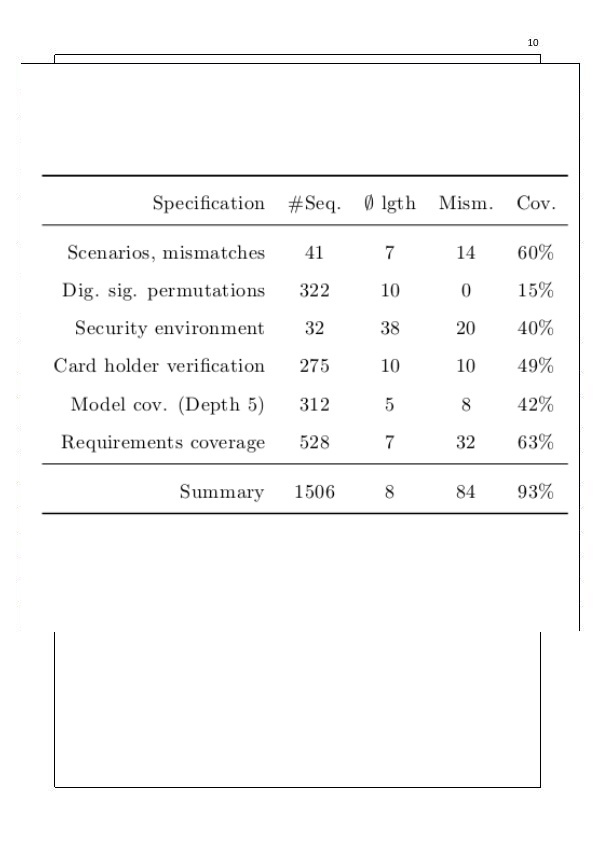 10
Specification #Seq. ∅ lgth Mism. Cov.
Scenarios, mismatches 41 7 14 60%
Dig. sig. permutations 322 10 0 15%
Security environment 32 38 20 40%
Card holder verification 275 10 10 49%
Model cov. (Depth 5) 312 5 8 42%
Requirements coverage 528 7 32 63%
Summary 1506 8 84 93%